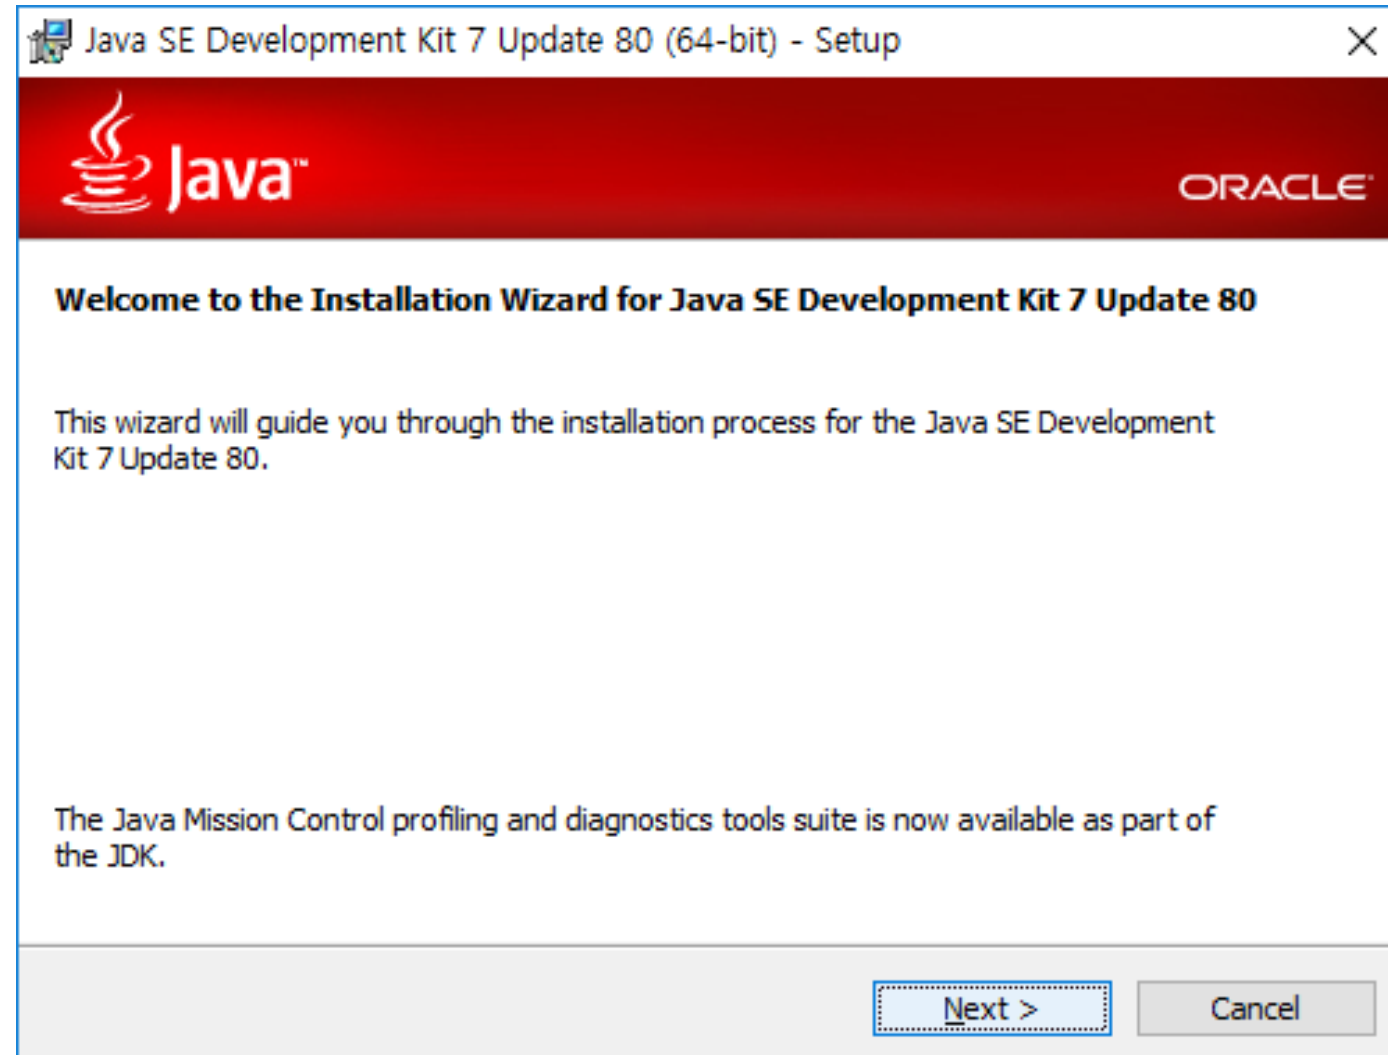 Java SE Development Kit 7 Update 80 (64-bit) - Setup
Java™
ORACLE
Welcome to the Installation Wizard for Java SE Development Kit 7 Update 80
This wizard will guide you through the installation process for the Java SE Development
Kit 7 Update 80.
The Java Mission Control profiling and diagnostics tools suite is now available as part of
the JDK.
Next >
Cancel